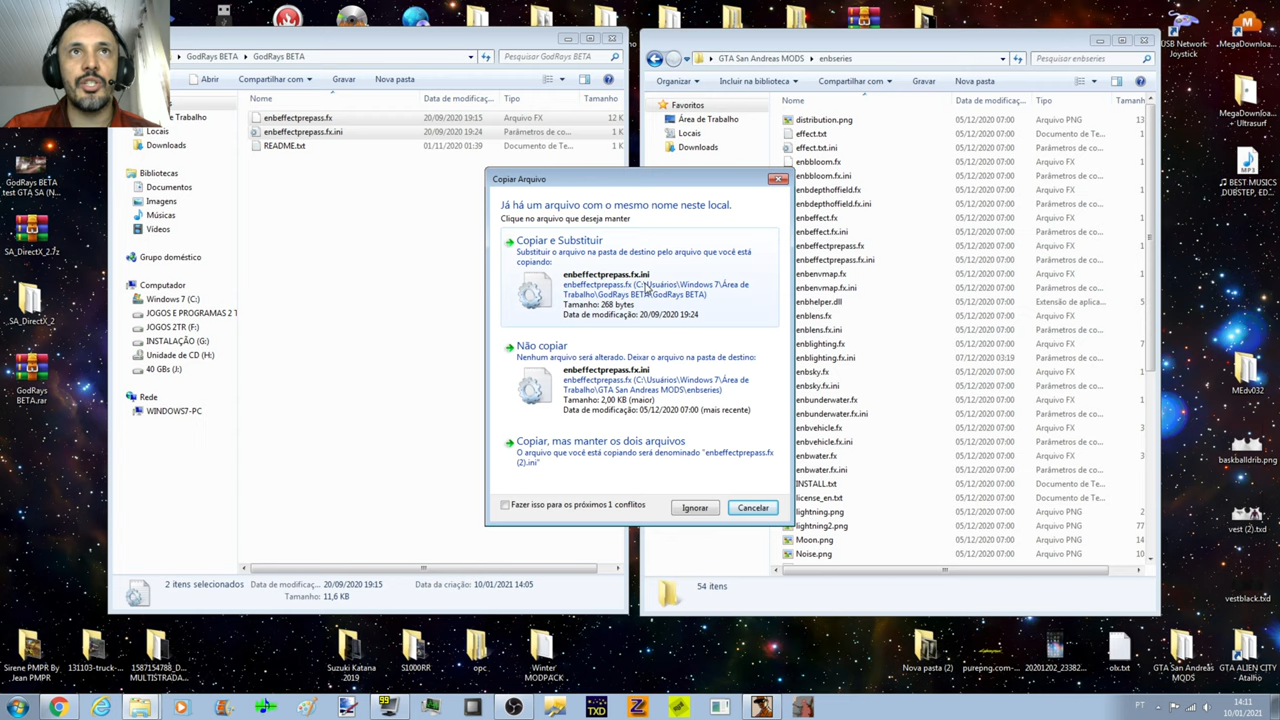 GodRays BETA
GodRays BETA
Pesquisar GodRays BETA
Abrir
Compartilhar com
Gravar
Nova pasta
Nome
Data de modificaç...
Tipo
Tamanho
enbeffectprepass.fx
20/09/2020 19:15
Arquivo FX
12 K
enbeffectprepass.fx.ini
20/09/2020 19:24
Parâmetros de co...
1 K
README.txt
01/11/2020 01:39
Documento de Te...
1 K
de Trabalho
Locais
Downloads
Bibliotecas
Documentos
Imagens
Músicas
Vídeos
Grupo doméstico
Computador
Windows 7 (C:)
JOGOS E PROGRAMAS 2 T
JOGOS 2TR (F:)
INSTALAÇÃO (G:)
Unidade de CD (H:)
40 GBs (J:)
Rede
WINDOWS7-PC
2 itens selecionados
Data de modificaç... 20/09/2020 19:15
Data da criação: 10/01/2021 14:05
Tamanho: 11,6 KB
Copiar Arquivo
Já há um arquivo com o mesmo nome neste local.
Clique no arquivo que deseja manter
Copiar e Substituir
Substituir o arquivo na pasta de destino pelo arquivo que você está
copiando:
enbeffectprepass.fx.ini
enbeffectprepass.fx (C:\Usuários\Windows 7\Área de
Trabalho\GodRays BETA\GodRays BETA)
Tamanho: 268 bytes
Data de modificação: 20/09/2020 19:24
Não copiar
Nenhum arquivo será alterado. Deixar o arquivo na pasta de destino:
enbeffectprepass.fx.ini
enbeffectprepass.fx (C:\Usuários\Windows 7\Área de
Trabalho\GTA San Andreas MODS\enbseries)
Tamanho: 2,00 KB (maior)
Data de modificação: 05/12/2020 07:00 (mais recente)
Copiar, mas manter os dois arquivos
O arquivo que você está copiando será denominado "enbeffectprepass.fx
(2).ini"
Fazer isso para os próximos 1 conflitos
Ignorar
Cancelar
GTA San Andreas MODS
enbseries
Pesquisar enbseries
Organizar
Incluir na biblioteca
Compartilhar com
Gravar
Nova pasta
Favoritos
Área de Trabalho
Locais
Downloads
Nome
Data de modificaç...
Tipo
Tamanh
distribution.png
05/12/2020 07:00
Arquivo PNG
13
effect.txt
05/12/2020 07:00
Documento de Te...
effect.txt.ini
05/12/2020 07:00
Parâmetros de co...
enbbloom.fx
05/12/2020 07:00
Arquivo FX
1
enbbloom.fx.ini
05/12/2020 07:00
Parâmetros de co...
enbdepthoffield.fx
05/12/2020 07:00
Arquivo FX
1
enbdepthoffield.fx.ini
05/12/2020 07:00
Parâmetros de co...
enbeffect.fx
05/12/2020 07:00
Arquivo FX
1
enbeffect.fx.ini
05/12/2020 07:00
Parâmetros de co...
enbeffectprepass.fx
05/12/2020 07:00
Arquivo FX
1
enbeffectprepass.fx.ini
05/12/2020 07:00
Parâmetros de co...
enbenvmap.fx
05/12/2020 07:00
Arquivo FX
1
enbenvmap.fx.ini
05/12/2020 07:00
Parâmetros de co...
enbhelper.dll
05/12/2020 07:00
Extensão de aplica...
5
enblens.fx
05/12/2020 07:00
Arquivo FX
1
enblens.fx.ini
05/12/2020 07:00
Parâmetros de co...
enblighting.fx
05/12/2020 07:00
Arquivo FX
7
enblighting.fx.ini
07/12/2020 03:19
Parâmetros de co...
enbsky.fx
05/12/2020 07:00
Arquivo FX
1
enbsky.fx.ini
05/12/2020 07:00
Parâmetros de co...
enbunderwater.fx
05/12/2020 07:00
Arquivo FX
1
enbunderwater.fx.ini
05/12/2020 07:00
Parâmetros de co...
enbvehicle.fx
05/12/2020 07:00
Arquivo FX
3
enbvehicle.fx.ini
05/12/2020 07:00
Parâmetros de co...
enbwater.fx
05/12/2020 07:00
Arquivo FX
3
enbwater.fx.ini
05/12/2020 07:00
Parâmetros de co...
INSTALL.txt
05/12/2020 07:00
Documento de Te...
license_en.txt
05/12/2020 07:00
Documento de Te...
lightning.png
05/12/2020 07:00
Arquivo PNG
2
lightning2.png
05/12/2020 07:00
Arquivo PNG
77
Moon.png
05/12/2020 07:00
Arquivo PNG
14
Noise.png
05/12/2020 07:00
Arquivo PNG
10
54 itens
GodRays BETA
test GTA SA (N...
SA_DirectX_2...
_SA_DirectX_2
GodRays
BETA.rar
USB Network
Joystick
MegaDownloa...
MegaDownloa...
+ Ultrasurf
♫ BEST MUSICS
,DUBSTEP, ED...
MEdv032
baskballdrib.png
vest (2).txd
vestblack.txd
Sirene PMPR By
Jean PMPR
131103-truck-...
1587154788_D...
MULTISTRADA...
Suzuki Katana
2019
S1000RR
opc
Winter
MODPACK
Nova pasta (2)
purepng.com-...
20201202_23382...
olx.txt
GTA San Andreas
MODS
GTA ALIEN CITY
- Atalho
99
TXD
PT
14:11
10/01/2021